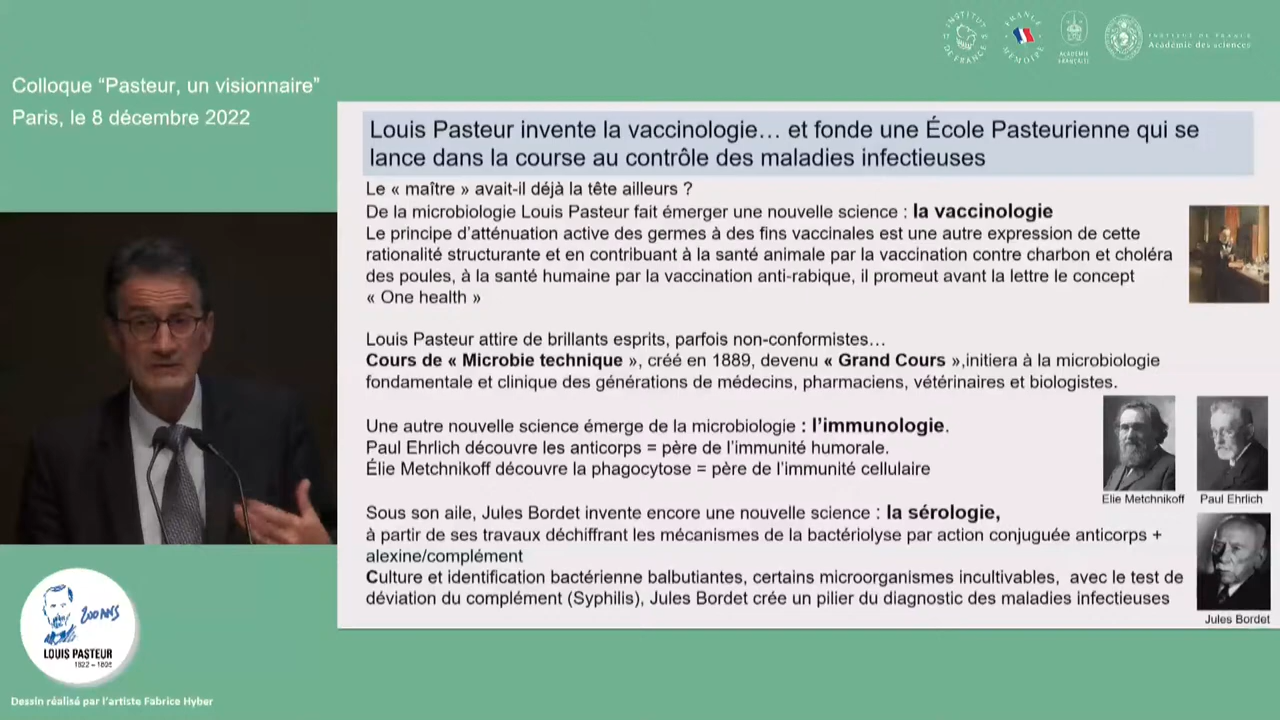 INSTITUT DE FRANCE
FRANCE MÉMOIRE
ACADÉMIE FRANÇAISE
INSTITUT DE FRANCE
Académie des sciences
Colloque “Pasteur, un visionnaire”
Paris, le 8 décembre 2022
Louis Pasteur invente la vaccinologie… et fonde une École Pasteurienne qui se
lance dans la course au contrôle des maladies infectieuses
Le « maître » avait-il déjà la tête ailleurs ?
De la microbiologie Louis Pasteur fait émerger une nouvelle science : la vaccinologie
Le principe d’atténuation active des germes à des fins vaccinales est une autre expression de cette
rationalité structurante et en contribuant à la santé animale par la vaccination contre charbon et choléra
des poules, à la santé humaine par la vaccination anti-rabique, il promeut avant la lettre le concept
« One health »
Louis Pasteur attire de brillants esprits, parfois non-conformistes…
Cours de « Microbie technique », créé en 1889, devenu « Grand Cours »,initiera à la microbiologie
fondamentale et clinique des générations de médecins, pharmaciens, vétérinaires et biologistes.
Une autre nouvelle science émerge de la microbiologie : l’immunologie.
Paul Ehrlich découvre les anticorps = père de l’immunité humorale.
Élie Metchnikoff découvre la phagocytose = père de l’immunité cellulaire
Elie Metchnikoff
Paul Ehrlich
Sous son aile, Jules Bordet invente encore une nouvelle science : la sérologie,
à partir de ses travaux déchiffrant les mécanismes de la bactériolyse par action conjuguée anticorps +
alexine/complément
Culture et identification bactérienne balbutiantes, certains microorganismes incultivables, avec le test de
déviation du complément (Syphilis), Jules Bordet crée un pilier du diagnostic des maladies infectieuses
Jules Bordet
200 ANS
LOUIS PASTEUR
1822 – 1895
Dessin réalisé par l’artiste Fabrice Hyber